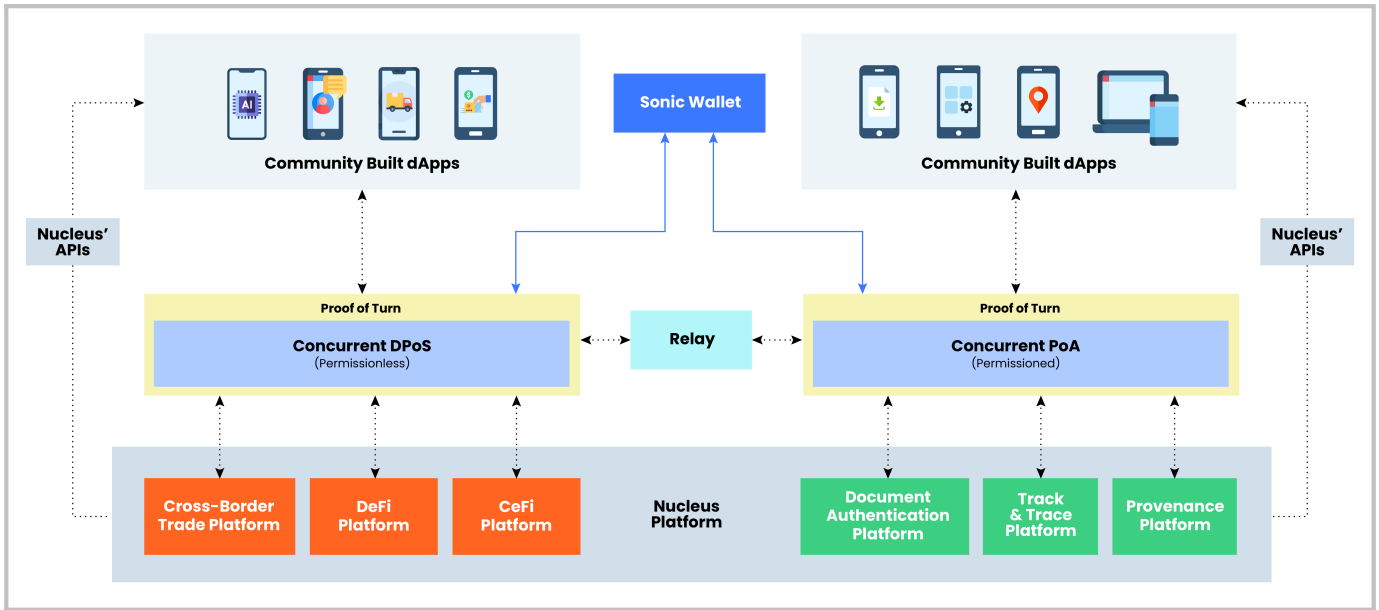 AI
Community Built dApps
Sonic Wallet
Community Built dApps
Nucleus’
APIs
Nucleus’
APIs
Proof of Turn
Concurrent DPoS
(Permissionless)
Relay
Proof of Turn
Concurrent PoA
(Permissioned)
Cross-Border
Trade Platform
DeFi
Platform
CeFi
Platform
Nucleus
Platform
Document
Authentication
Platform
Track
& Trace
Platform
Provenance
Platform